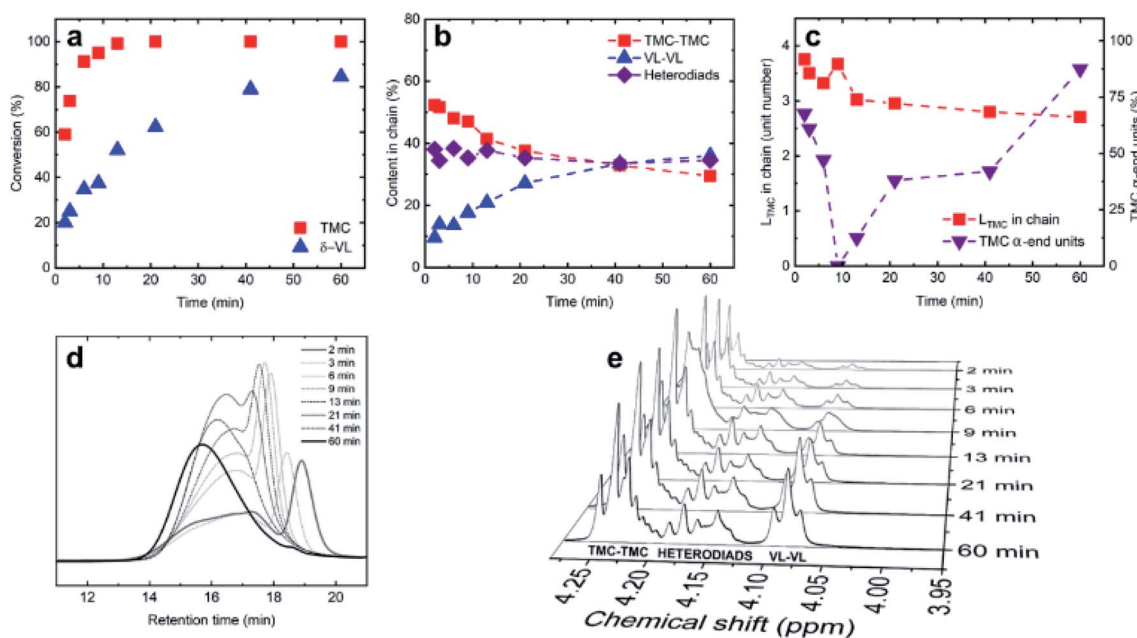 a
100
80
60
40
20
0
Conversion (%)
TMC
δ–VL
0 10 20 30 40 50 60
Time (min)
b
TMC-TMC
VL-VL
Heterodiads
80
60
40
20
0
Content in chain (%)
0 10 20 30 40 50 60
Time (min)
c
4
3
2
1
0
L_TMC in chain (unit number)
100
75
50
25
0
TMC α-end units (%)
L_TMC in chain
TMC α-end units
0 10 20 30 40 50 60
Time (min)
d
2 min
3 min
6 min
9 min
13 min
21 min
41 min
60 min
12 14 16 18 20
Retention time (min)
e
2 min
3 min
6 min
9 min
13 min
21 min
41 min
60 min
TMC-TMC HETERODIADS VL-VL
4.25 4.20 4.15 4.10 4.05 4.00 3.95
Chemical shift (ppm)